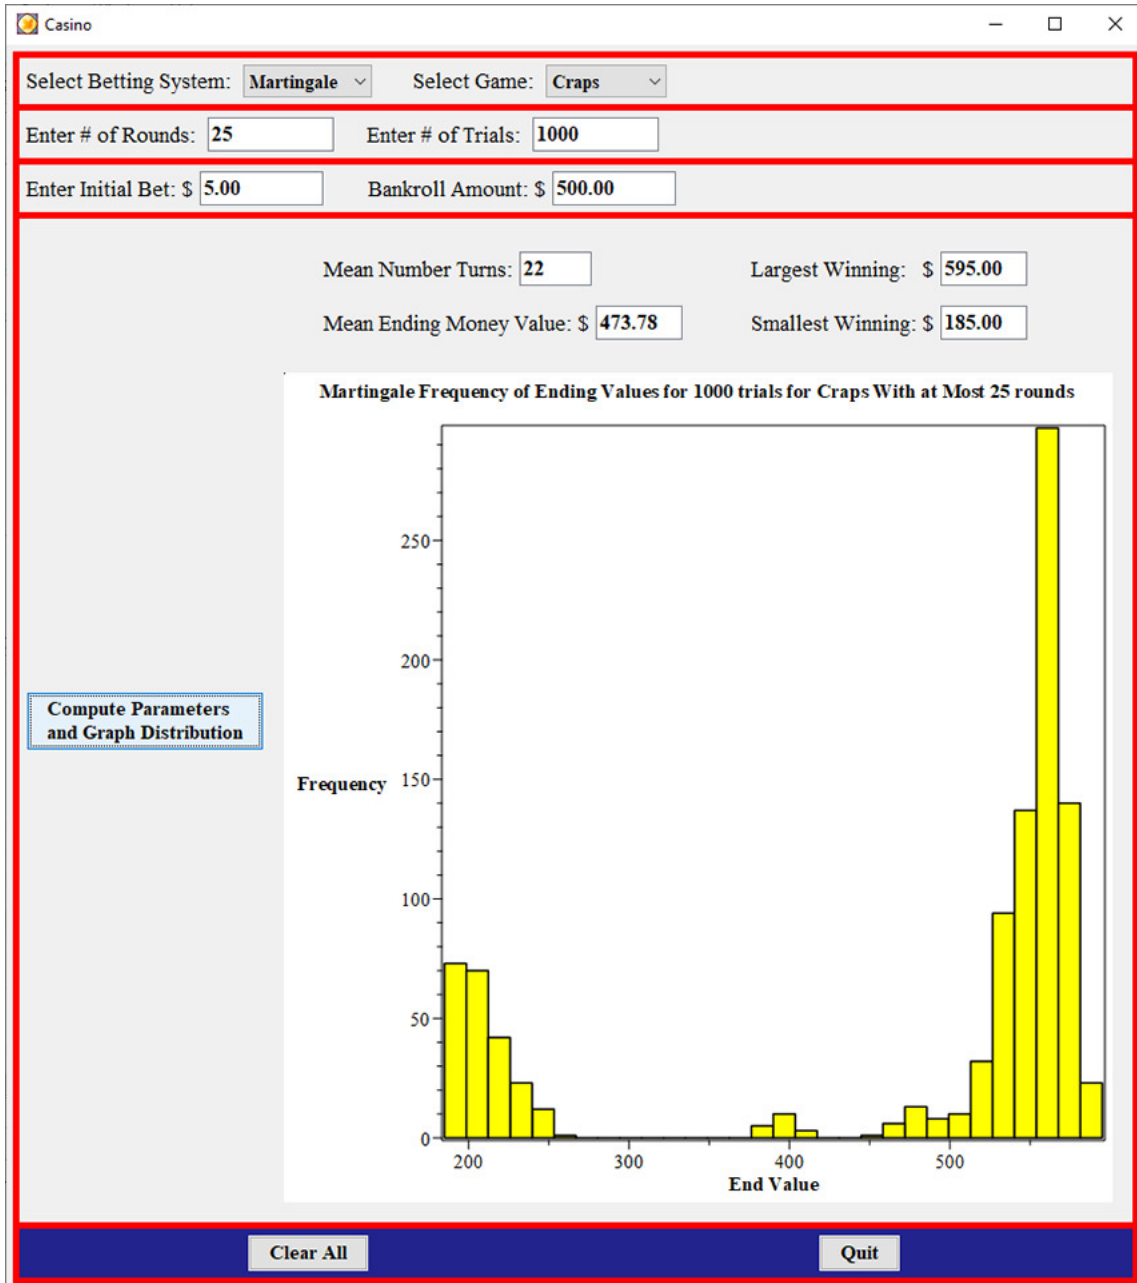 Casino
Select Betting System: Martingale Select Game: Craps
Enter # of Rounds: 25 Enter # of Trials: 1000
Enter Initial Bet: $ 5.00 Bankroll Amount: $ 500.00
Mean Number Turns: 22 Largest Winning: $ 595.00
Mean Ending Money Value: $ 473.78 Smallest Winning: $ 185.00
Martingale Frequency of Ending Values for 1000 trials for Craps With at Most 25 rounds
250
200
Compute Parameters
and Graph Distribution
Frequency 150
100
50
0
200 300 400 500
End Value
Clear All Quit